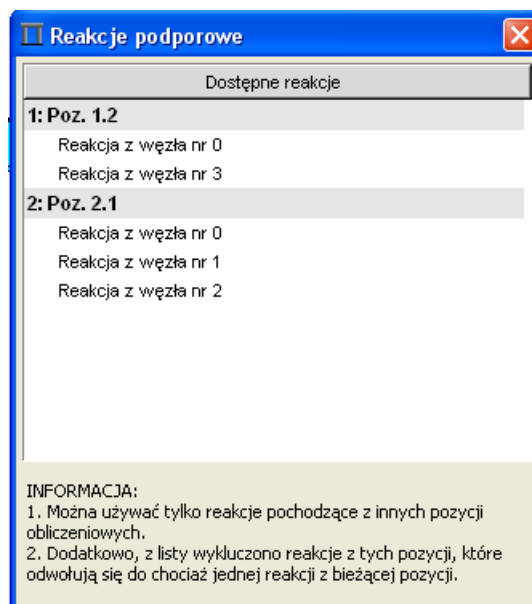 Reakcje podporowe
Dostępne reakcje
1: Poz. 1.2
Reakcja z węzła nr 0
Reakcja z węzła nr 3
2: Poz. 2.1
Reakcja z węzła nr 0
Reakcja z węzła nr 1
Reakcja z węzła nr 2
INFORMACJA:
1. Można używać tylko reakcje pochodzące z innych pozycji
obliczeniowych.
2. Dodatkowo, z listy wykluczono reakcje z tych pozycji, które
odwołują się do chociaż jednej reakcji z bieżącej pozycji.